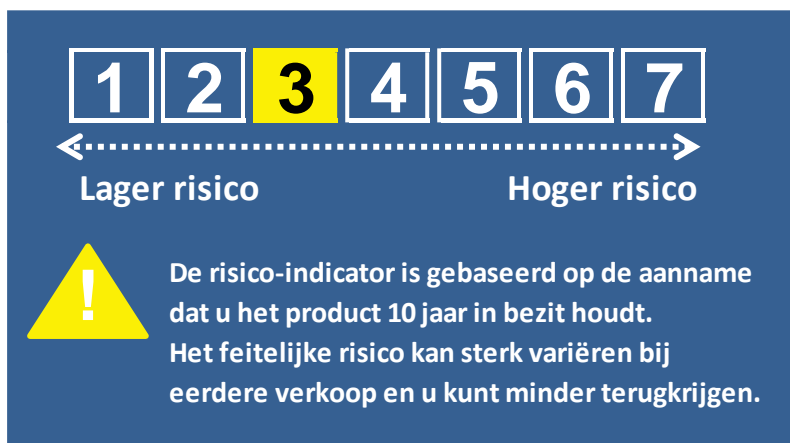 1 2 3 4 5 6 7
Lager risico Hoger risico
!
De risico-indicator is gebaseerd op de aanname
dat u het product 10 jaar in bezit houdt.
Het feitelijke risico kan sterk variëren bij
eerdere verkoop en u kunt minder terugkrijgen.